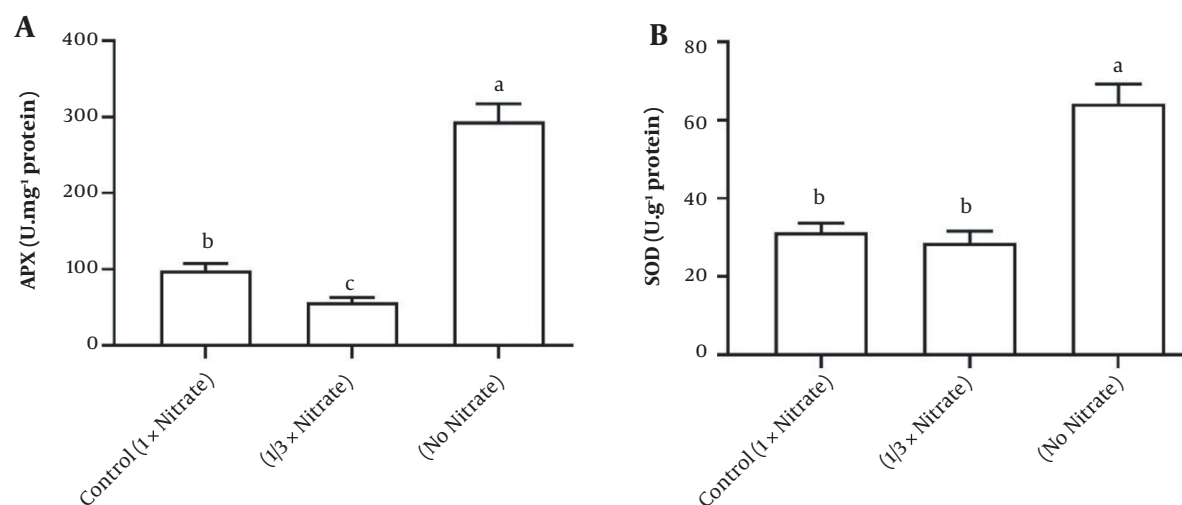 A
APX (U.mg⁻¹ protein)
400
300
200
100
0
b
c
a
Control (1 × Nitrate)
(1/3 × Nitrate)
(No Nitrate)
B
SOD (U.g⁻¹ protein)
80
60
40
20
0
b
b
a
Control (1 × Nitrate)
(1/3 × Nitrate)
(No Nitrate)